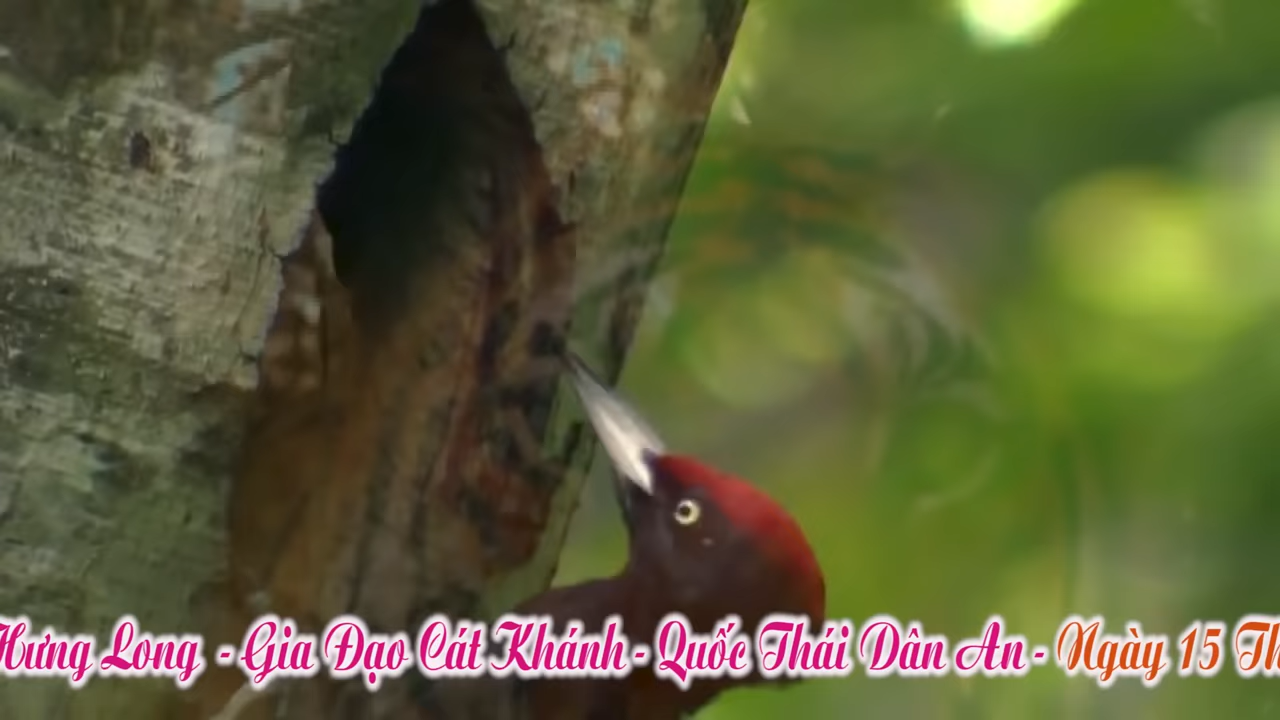 Hưng Long - Gia Đạo Cát Khánh - Quốc Thái Dân An - Ngày 15